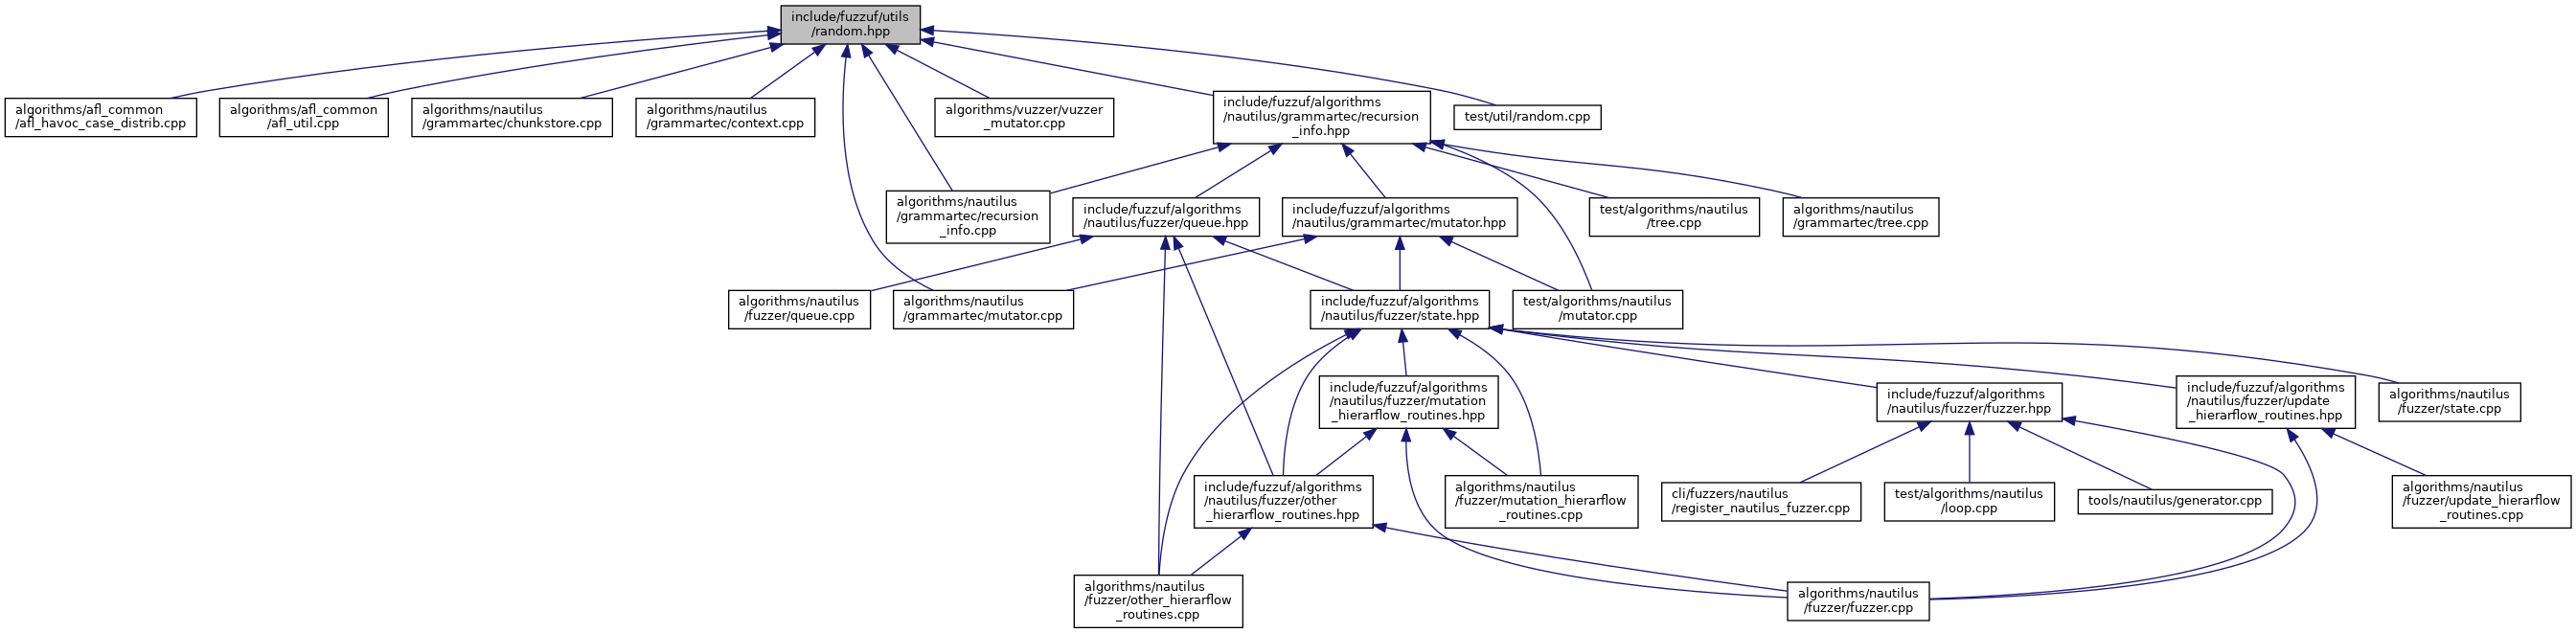 include/fuzzuf/utils
/random.hpp
algorithms/afl_common
/afl_havoc_case_distrib.cpp
algorithms/afl_common
/afl_util.cpp
algorithms/nautilus
/grammartec/chunkstore.cpp
algorithms/nautilus
/grammartec/context.cpp
algorithms/vuzzer/vuzzer
_mutator.cpp
include/fuzzuf/algorithms
/nautilus/grammartec/recursion
_info.hpp
test/util/random.cpp
algorithms/nautilus
/grammartec/recursion
_info.cpp
include/fuzzuf/algorithms
/nautilus/fuzzer/queue.hpp
include/fuzzuf/algorithms
/nautilus/grammartec/mutator.hpp
test/algorithms/nautilus
/tree.cpp
algorithms/nautilus
/grammartec/tree.cpp
algorithms/nautilus
/fuzzer/queue.cpp
algorithms/nautilus
/grammartec/mutator.cpp
include/fuzzuf/algorithms
/nautilus/fuzzer/state.hpp
test/algorithms/nautilus
/mutator.cpp
include/fuzzuf/algorithms
/nautilus/fuzzer/mutation
_hierarflow_routines.hpp
include/fuzzuf/algorithms
/nautilus/fuzzer/fuzzer.hpp
include/fuzzuf/algorithms
/nautilus/fuzzer/update
_hierarflow_routines.hpp
algorithms/nautilus
/fuzzer/state.cpp
include/fuzzuf/algorithms
/nautilus/fuzzer/other
_hierarflow_routines.hpp
algorithms/nautilus
/fuzzer/mutation_hierarflow
_routines.cpp
cli/fuzzers/nautilus
/register_nautilus_fuzzer.cpp
test/algorithms/nautilus
/loop.cpp
tools/nautilus/generator.cpp
algorithms/nautilus
/fuzzer/update_hierarflow
_routines.cpp
algorithms/nautilus
/fuzzer/other_hierarflow
_routines.cpp
algorithms/nautilus
/fuzzer/fuzzer.cpp